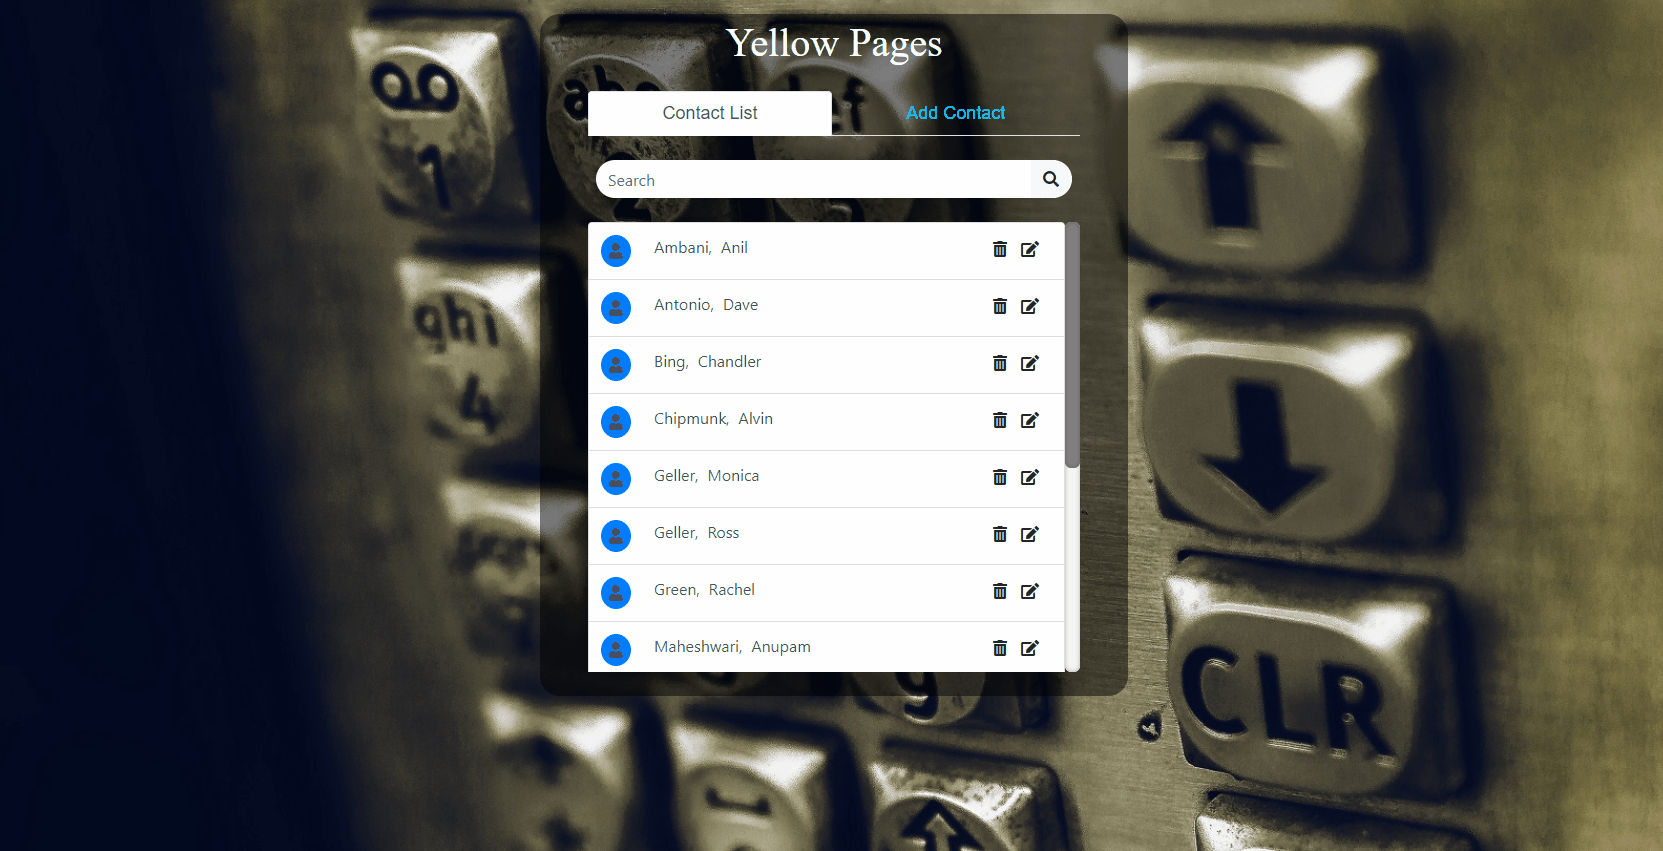 Yellow Pages
Contact List
Add Contact
Search
Ambani, Anil
Antonio, Dave
Bing, Chandler
Chipmunk, Alvin
Geller, Monica
Geller, Ross
Green, Rachel
Maheshwari, Anupam
1
ghi
4
CLR